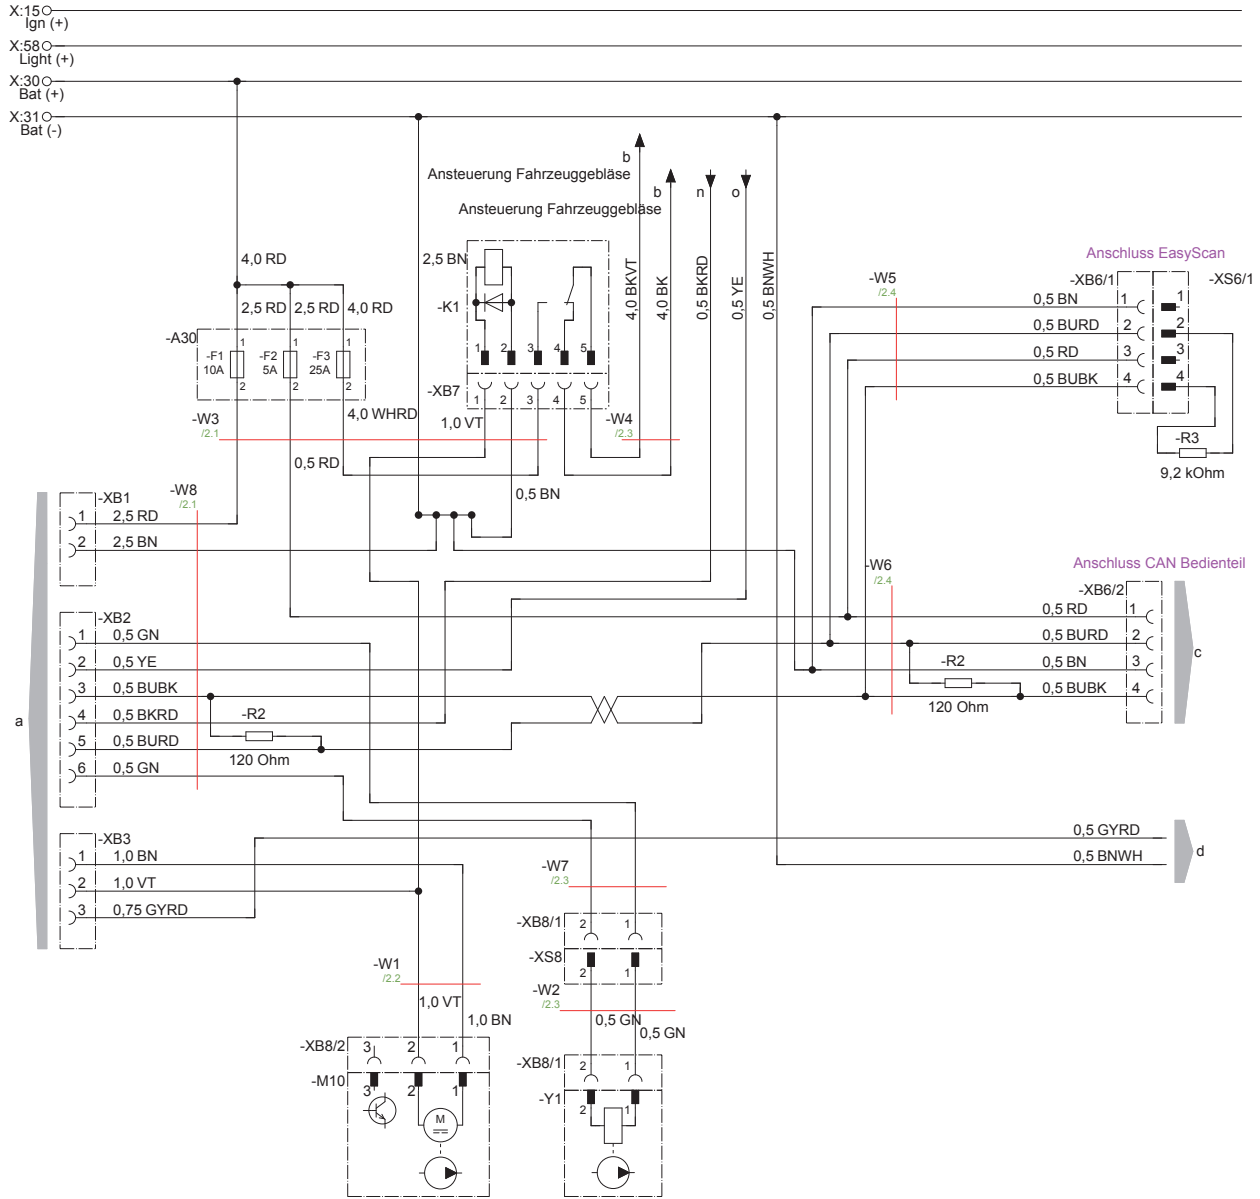 X:15
Ign (+)
X:58
Light (+)
X:30
Bat (+)
X:31
Bat (-)
b
Ansteuerung Fahrzeuggebläse
b n o
Ansteuerung Fahrzeuggebläse
4,0 RD
2,5 BN
4,0 BKVT
4,0 BK
0,5 BKRD
0,5 YE
0,5 BNWH
Anschluss EasyScan
-W5
/2.4
-XB6/1
-XS6/1
0,5 BN 1 1
0,5 BURD 2 2
0,5 RD 3 3
0,5 BUBK 4 4
-R3
9,2 kOhm
2,5 RD 2,5 RD 4,0 RD
-K1
-A30
1 1 1
-F1
10A
-F2
5A
-F3
25A
2 2 2
1 2 3 4 5
-XB7
1 2 3 4 5
4,0 WHRD
-W3
/2.1
1,0 VT
-W4
/2.3
0,5 RD
0,5 BN
-W8
/2.1
-XB1
1 2,5 RD
2 2,5 BN
Anschluss CAN Bedienteil
-W6
/2.4
-XB6/2
0,5 RD 1
0,5 BURD 2
0,5 BN 3
0,5 BUBK 4
c
-R2
120 Ohm
-XB2
1 0,5 GN
2 0,5 YE
3 0,5 BUBK
4 0,5 BKRD
5 0,5 BURD
6 0,5 GN
a
-R2
120 Ohm
-XB3
1 1,0 BN
2 1,0 VT
3 0,75 GYRD
0,5 GYRD
0,5 BNWH
d
-W7
/2.3
-XB8/1
2 1
-XS8
2 1
-W1
/2.2
-W2
/2.3
1,0 VT
1,0 BN
0,5 GN
0,5 GN
-XB8/2
3 2 1
-M10
3 2 1
M
-XB8/1
2 1
-Y1
2 1